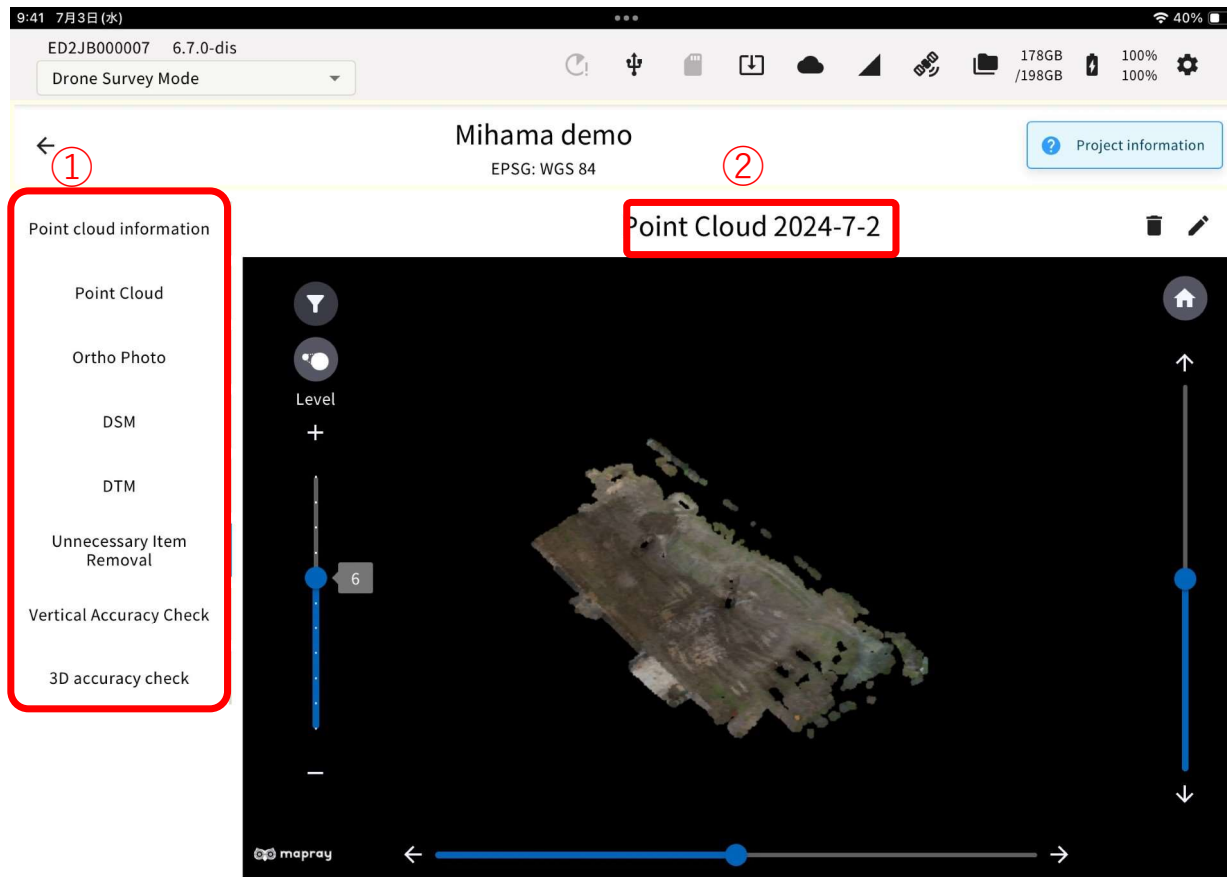 9:41 7月3日(水)
40%
ED2JB000007 6.7.0-dis
Drone Survey Mode
178GB
/198GB
100%
100%
Mihama demo
EPSG: WGS 84
Project information
①
②
Point cloud information
Point Cloud
Ortho Photo
DSM
DTM
Unnecessary Item
Removal
Vertical Accuracy Check
3D accuracy check
Point Cloud 2024-7-2
Level
6
mapray